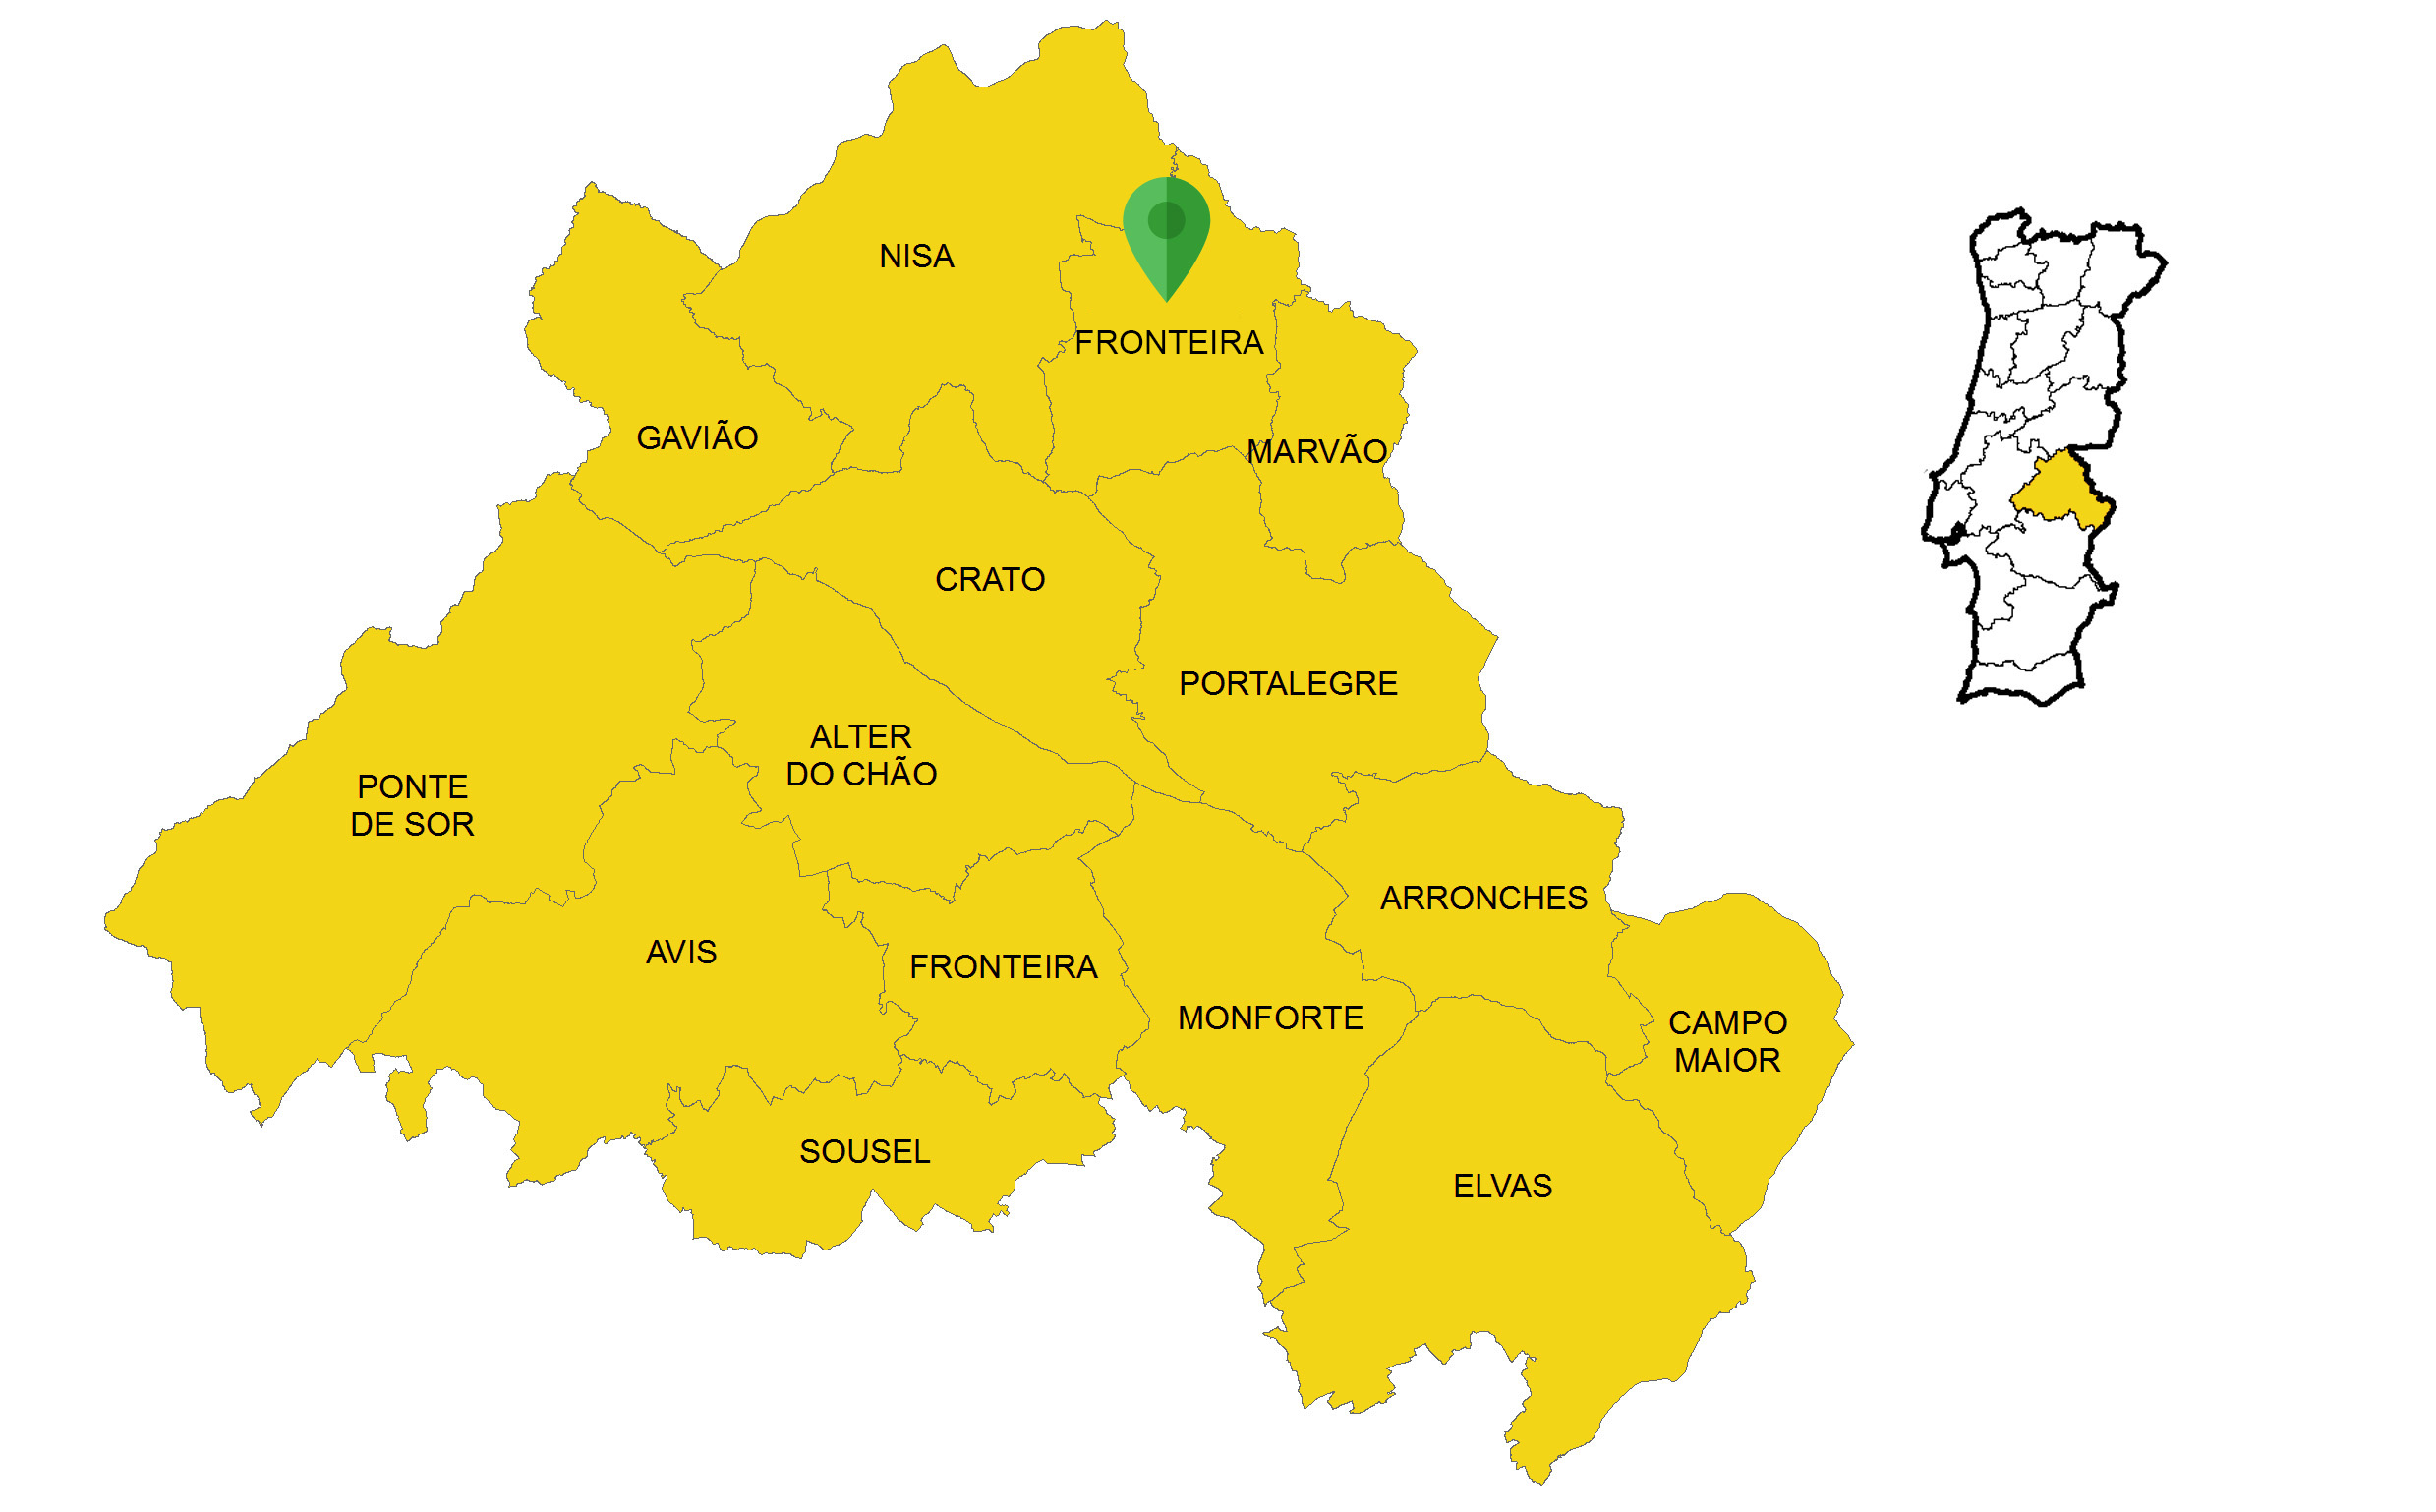 NISA
FRONTEIRA
GAVIÃO
MARVÃO
CRATO
PORTALEGRE
ALTER
DO CHÃO
PONTE
DE SOR
ARRONCHES
AVIS
FRONTEIRA
MONFORTE
CAMPO
MAIOR
SOUSEL
ELVAS